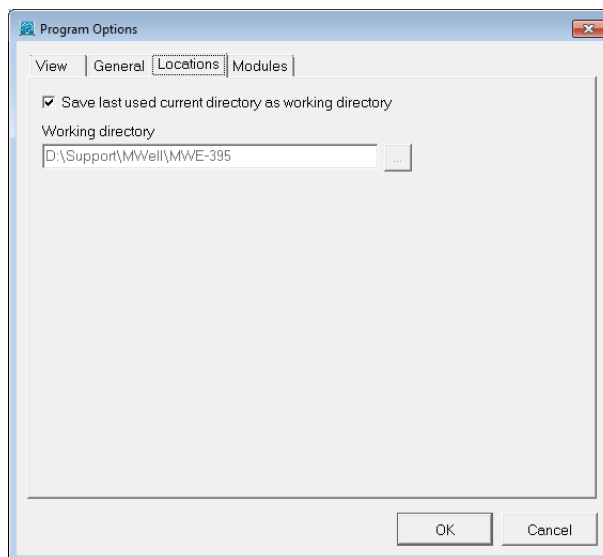 Program Options
View General Locations Modules
Save last used current directory as working directory
Working directory
D:\Support\MWell\MWE-395 ...
OK Cancel